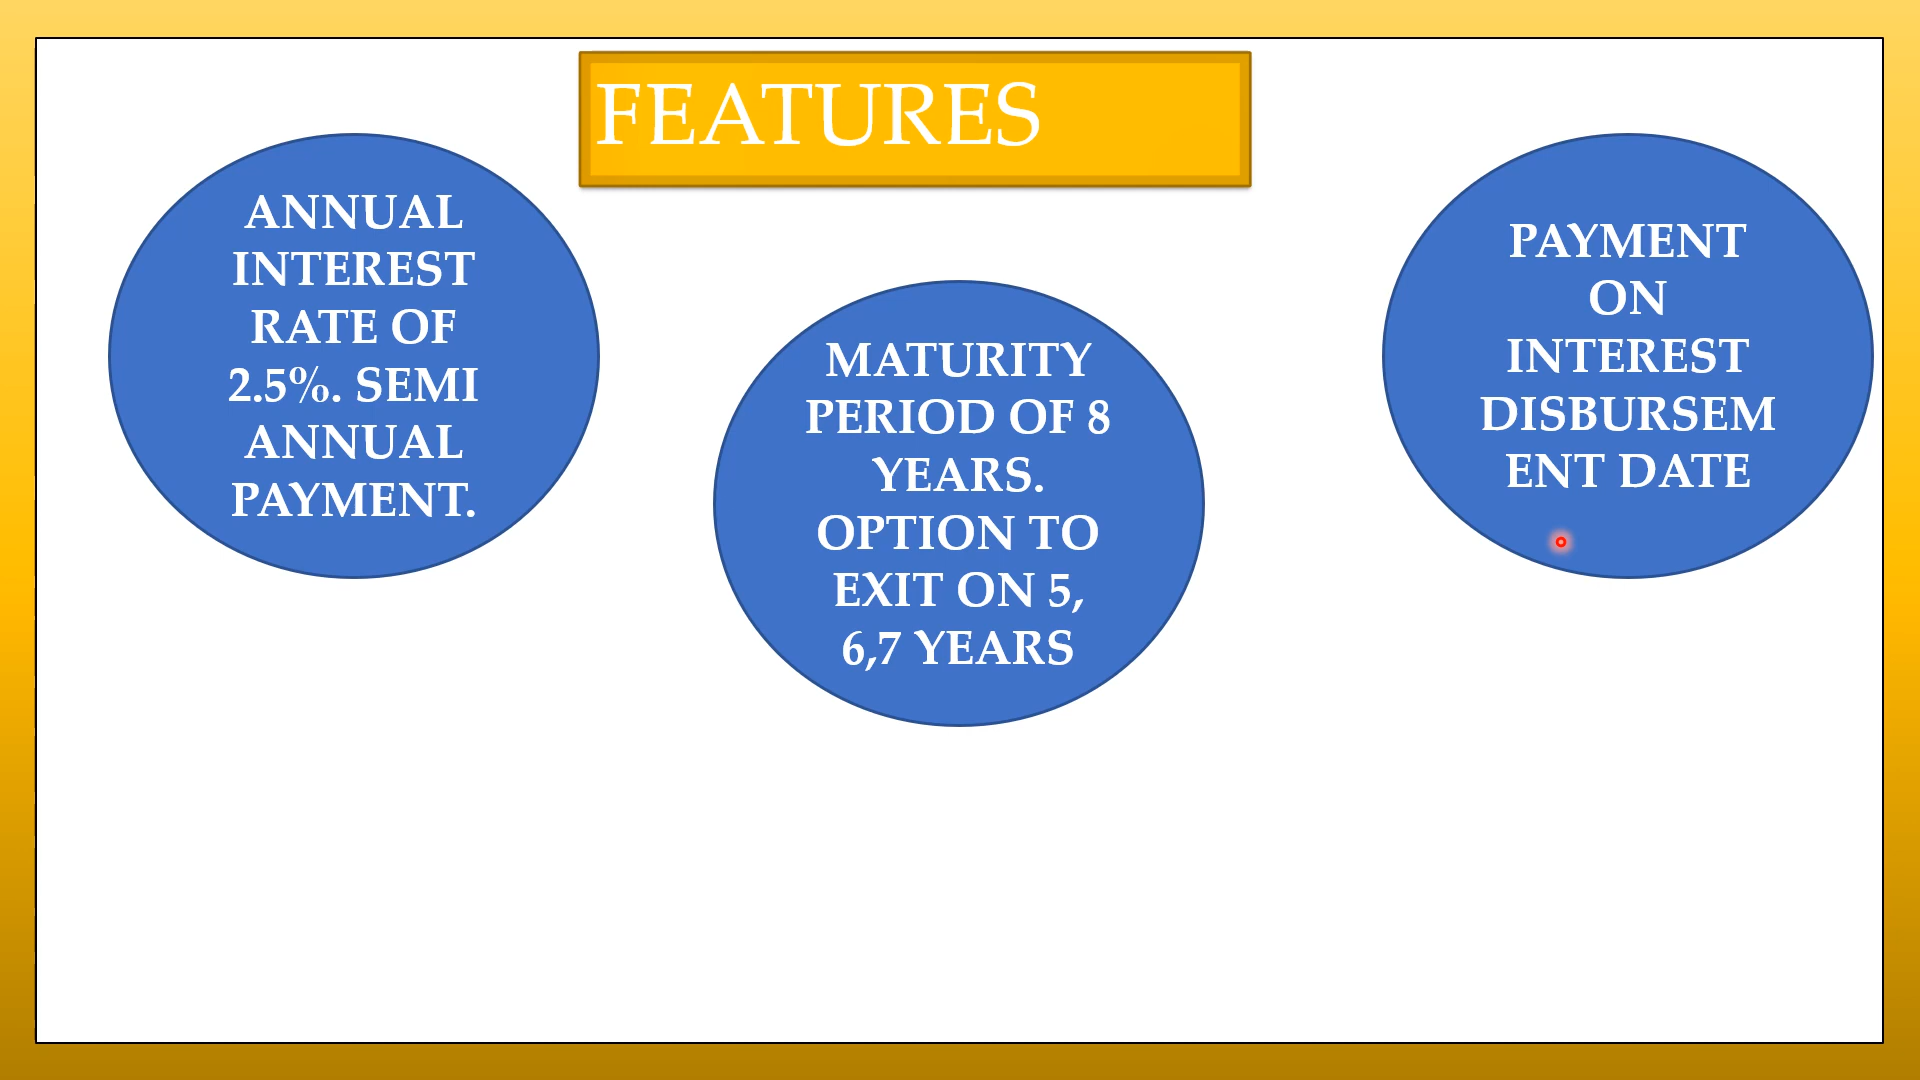 FEATURES
ANNUAL
INTEREST
RATE OF
2.5%. SEMI
ANNUAL
PAYMENT.
MATURITY
PERIOD OF 8
YEARS.
OPTION TO
EXIT ON 5,
6,7 YEARS
PAYMENT
ON
INTEREST
DISBURSEM
ENT DATE